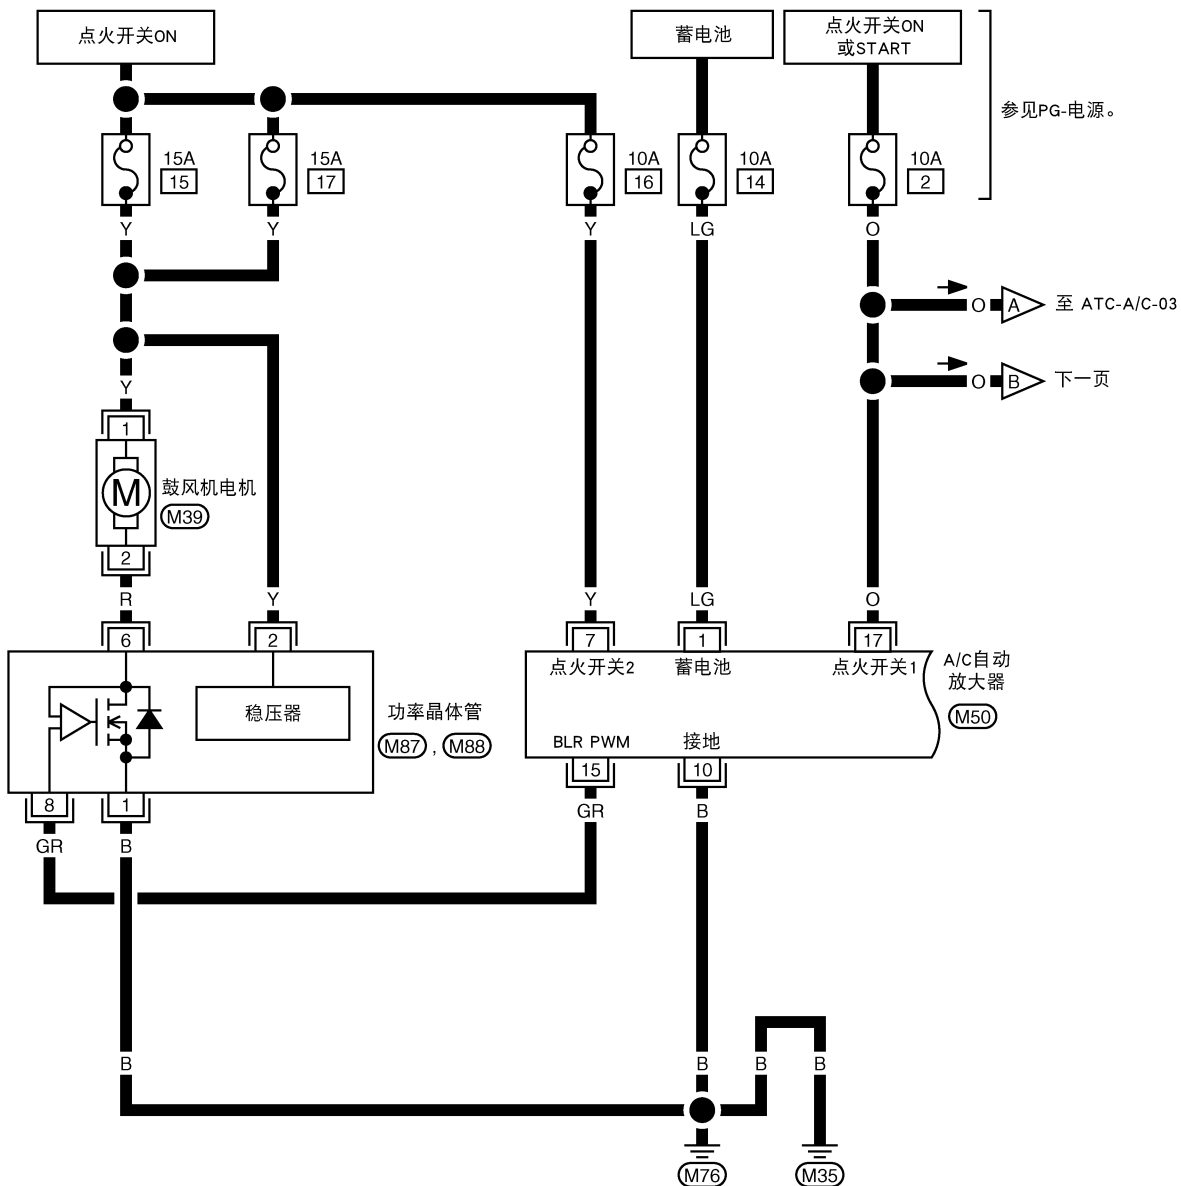 点火开关ON
蓄电池
点火开关ON
或START
参见PG-电源。
15A
15
15A
17
10A
16
10A
14
10A
2
Y
Y
Y
LG
O
O
A
至 ATC-A/C-03
O
B
下一页
Y
1
M
鼓风机电机
M39
2
R
Y
Y
LG
O
6
2
7
1
17
点火开关2
蓄电池
点火开关1
A/C自动
放大器
M50
稳压器
功率晶体管
M87 , M88
BLR PWM
接地
15
10
8
1
GR
B
GR
B
B
B
B
B
M76
M35